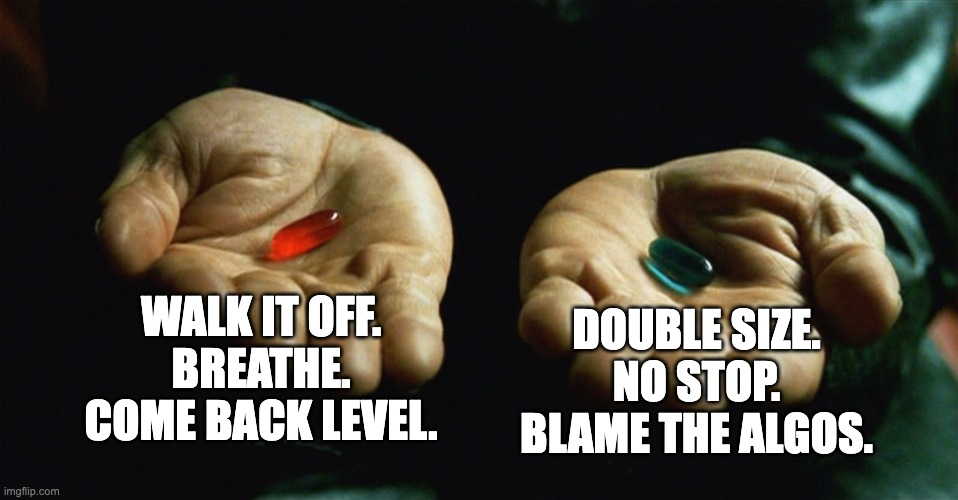 WALK IT OFF.
BREATHE.
COME BACK LEVEL.
DOUBLE SIZE.
NO STOP.
BLAME THE ALGOS.
imgflip.com